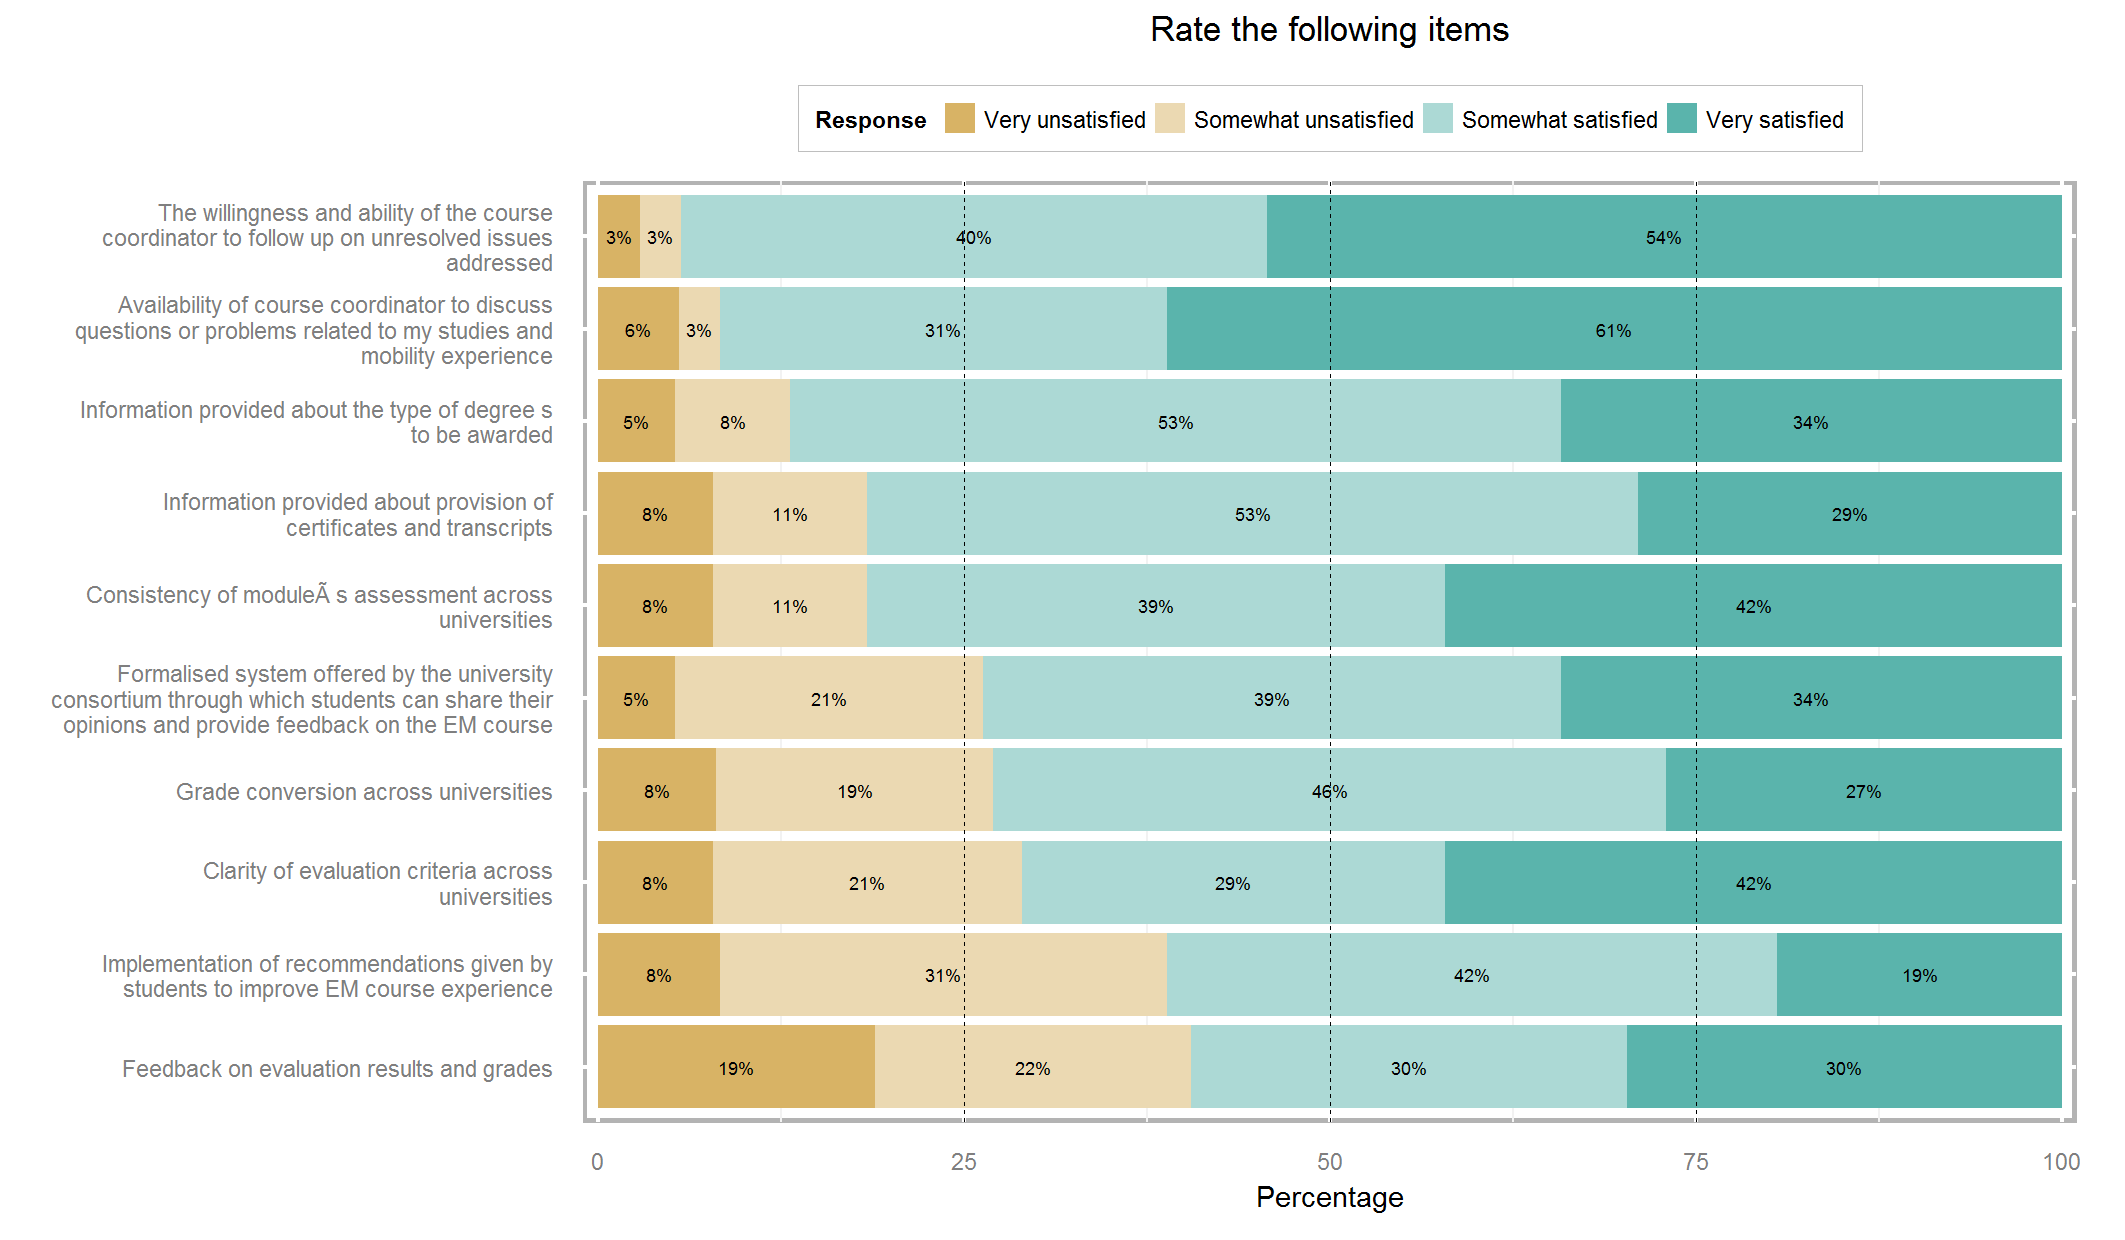 Rate the following items
Response Very unsatisfied Somewhat unsatisfied Somewhat satisfied Very satisfied
The willingness and ability of the course
coordinator to follow up on unresolved issues
addressed
3% 3% 40% 54%
Availability of course coordinator to discuss
questions or problems related to my studies and
mobility experience
6% 3% 31% 61%
Information provided about the type of degree s
to be awarded
5% 8% 53% 34%
Information provided about provision of
certificates and transcripts
8% 11% 53% 29%
Consistency of moduleÃ s assessment across
universities
8% 11% 39% 42%
Formalised system offered by the university
consortium through which students can share their
opinions and provide feedback on the EM course
5% 21% 39% 34%
Grade conversion across universities
8% 19% 46% 27%
Clarity of evaluation criteria across
universities
8% 21% 29% 42%
Implementation of recommendations given by
students to improve EM course experience
8% 31% 42% 19%
Feedback on evaluation results and grades
19% 22% 30% 30%
0 25 50 75 100
Percentage